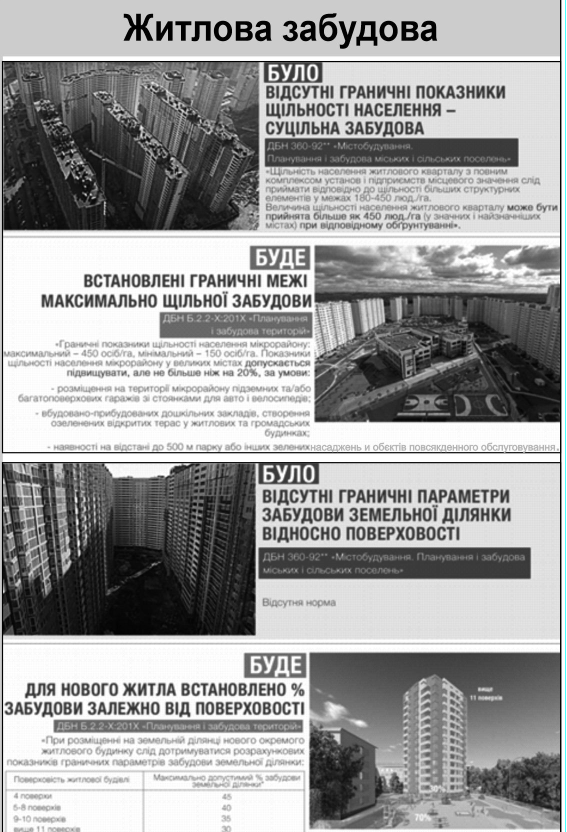 Житлова забудова
БУЛО
ВІДСУТНІ ГРАНИЧНІ ПОКАЗНИКИ
ЩІЛЬНОСТІ НАСЕЛЕННЯ –
СУЦІЛЬНА ЗАБУДОВА
ДБН 360-92** «Містобудування.
Планування і забудова міських і сільських поселень»
«Щільність населення житлового кварталу з повним
комплексом установ і підприємств місцевого значення слід
приймати відповідно до щільності більших структурних
елементів у межах 180-450 люд./га.
Величина щільності населення житлового кварталу може бути
прийнята більше як 450 люд./га (у значних і найзначніших
містах) при відповідному обґрунтуванні».
БУДЕ
ВСТАНОВЛЕНІ ГРАНИЧНІ МЕЖІ
МАКСИМАЛЬНО ЩІЛЬНОЇ ЗАБУДОВИ
ДБН Б.2.2-Х:201Х «Планування
і забудова територій»
«Граничні показники щільності населення мікрорайону:
максимальний – 450 осіб/га, мінімальний – 150 осіб/га. Показники
щільності населення мікрорайону у великих містах допускається
підвищувати, але не більше ніж на 20%, за умови:
- розміщення на території мікрорайону підземних та/або
багатоповерхових гаражів зі стоянками для авто і велосипедів;
- вбудовано-прибудованих дошкільних закладів, створення
озеленених відкритих терас у житлових та громадських
будинках;
- наявності на відстані до 500 м парку або інших зелених насаджень и обєктів повсякденного обслуговування.
БУЛО
ВІДСУТНІ ГРАНИЧНІ ПАРАМЕТРИ
ЗАБУДОВИ ЗЕМЕЛЬНОЇ ДІЛЯНКИ
ВІДНОСНО ПОВЕРХОВОСТІ
ДБН 360-92** «Містобудування. Планування і забудова
міських і сільських поселень»
Відсутня норма
БУДЕ
ДЛЯ НОВОГО ЖИТЛА ВСТАНОВЛЕНО %
ЗАБУДОВИ ЗАЛЕЖНО ВІД ПОВЕРХОВОСТІ
ДБН Б.2.2-Х:201Х «Планування і забудова територій»
«При розміщенні на земельній ділянці нового окремого
житлового будинку слід дотримуватися розрахункових
показників граничних параметрів забудови земельної ділянки:
Поверховість житлової будівлі Максимально допустимий % забудови
земельної ділянки*
4 поверхи 45
5-8 поверхів 40
9-10 поверхів 35
вище 11 поверхів 30
вище
11 поверхів
30%
70%